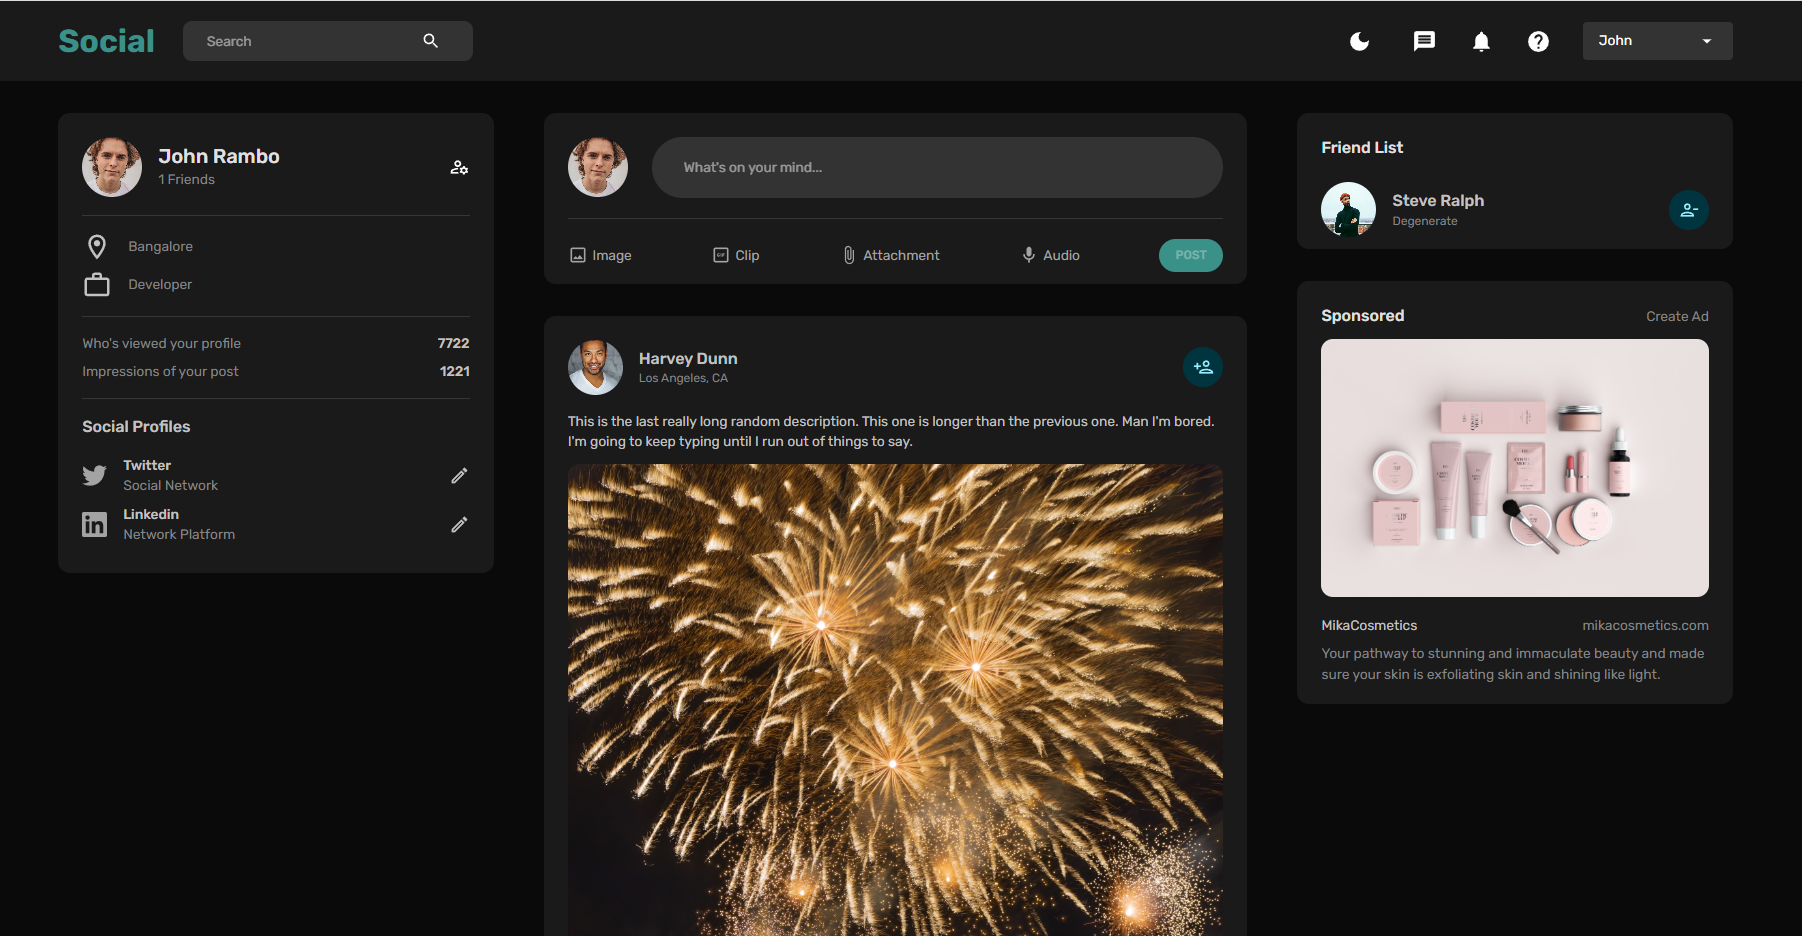 Social
Search
John
John Rambo
1 Friends
Bangalore
Developer
Who's viewed your profile 7722
Impressions of your post 1221
Social Profiles
Twitter
Social Network
Linkedin
Network Platform
What's on your mind...
Image Clip Attachment Audio POST
Harvey Dunn
Los Angeles, CA
This is the last really long random description. This one is longer than the previous one. Man I'm bored.
I'm going to keep typing until I run out of things to say.
Friend List
Steve Ralph
Degenerate
Sponsored Create Ad
MikaCosmetics mikacosmetics.com
Your pathway to stunning and immaculate beauty and made
sure your skin is exfoliating skin and shining like light.